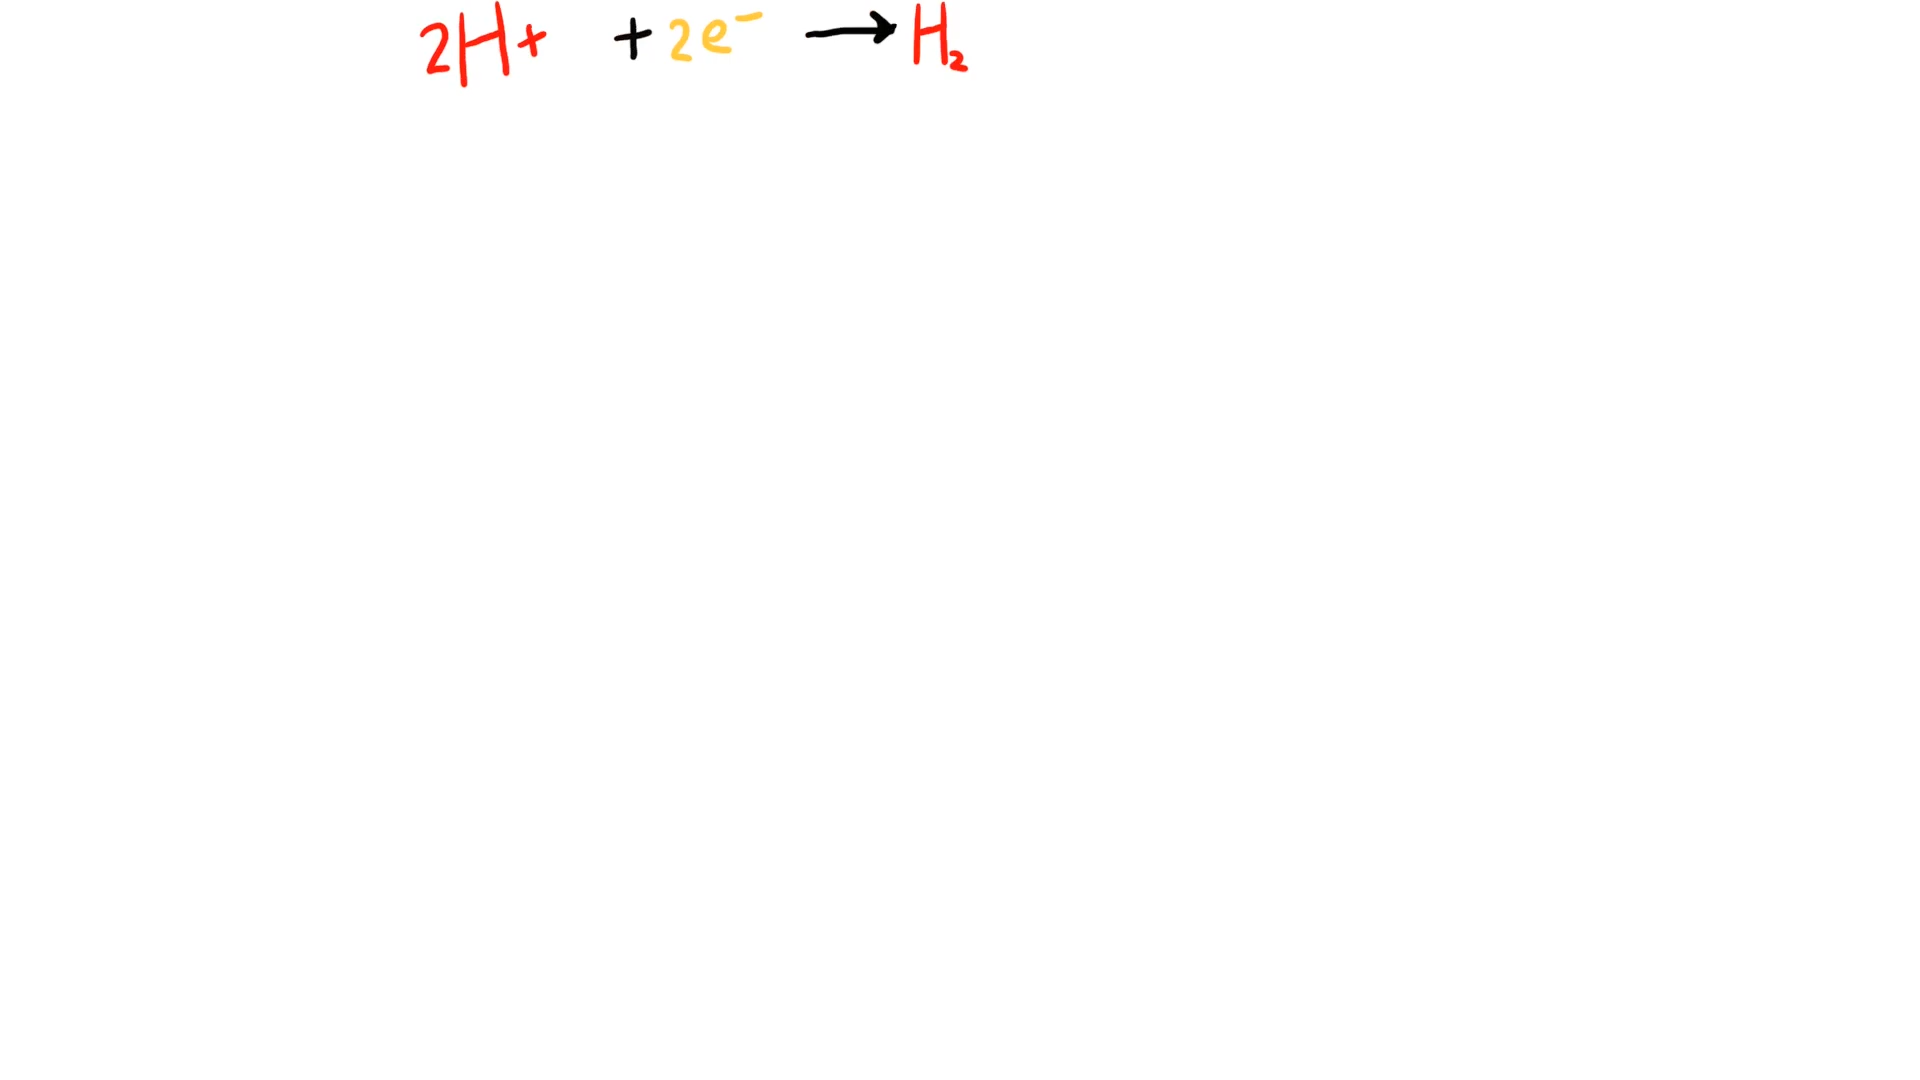 2H+ + 2e⁻ → H₂